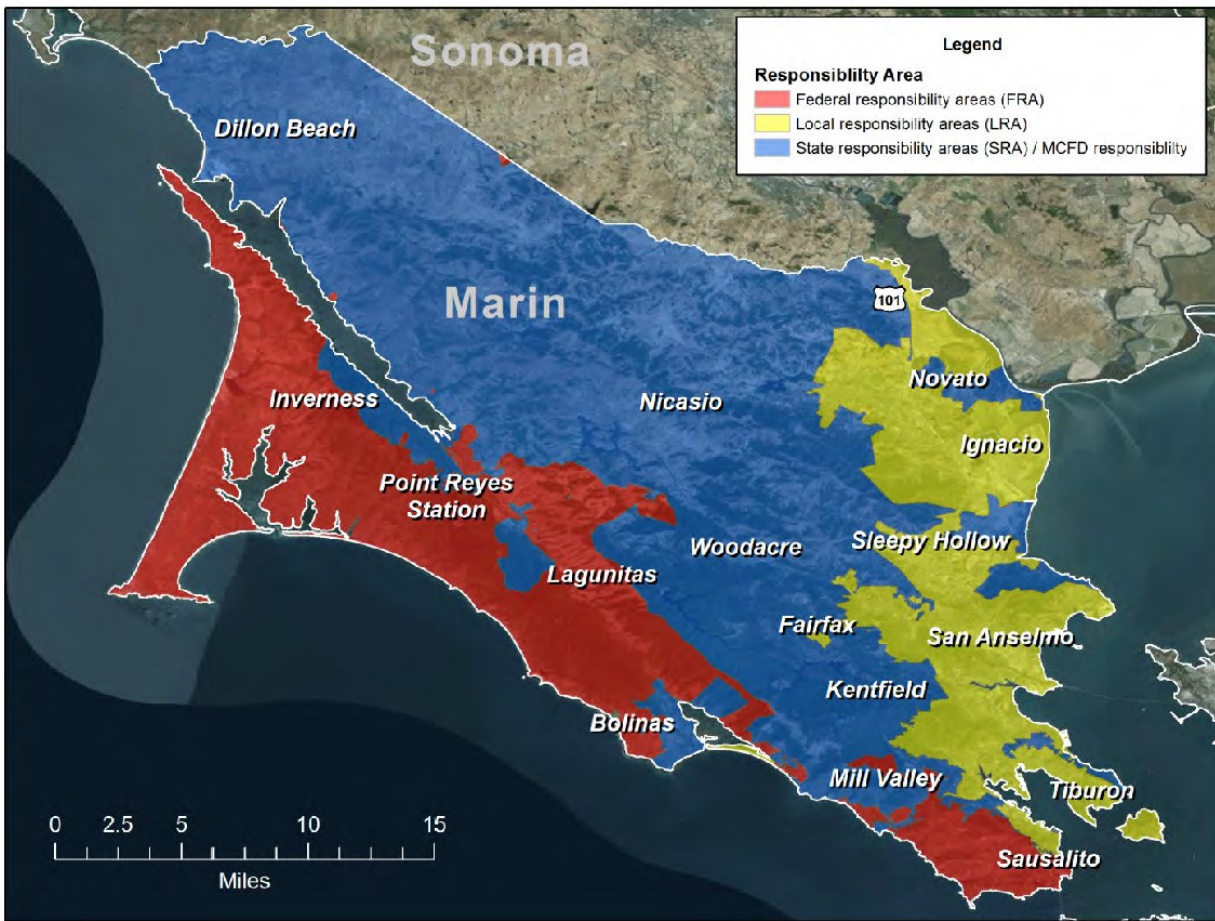 Sonoma
Legend
Responsiblilty Area
Federal responsibility areas (FRA)
Local responsibility areas (LRA)
State responsibility areas (SRA) / MCFD responsiblilty
Dillon Beach
Marin
101
Novato
Inverness
Nicasio
Ignacio
Point Reyes
Station
Woodacre
Sleepy Hollow
Lagunitas
Fairfax
San Anselmo
Kentfield
Bolinas
Mill Valley
Tiburon
Sausalito
0 2.5 5 10 15
Miles